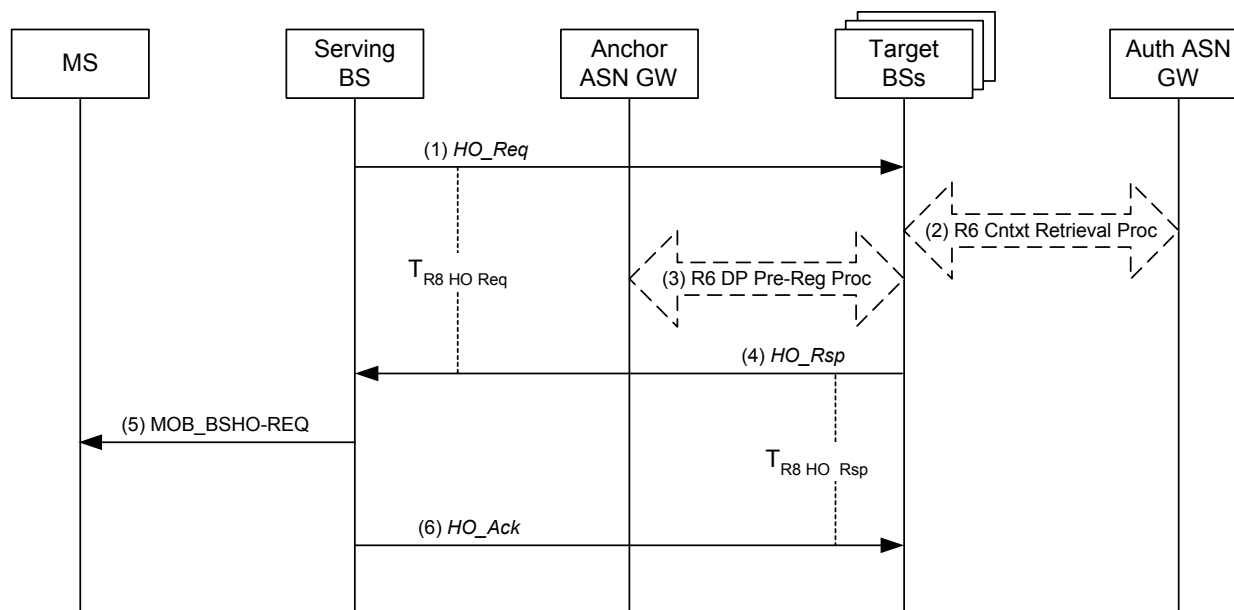 MS
Serving
BS
Anchor
ASN GW
Target
BSs
Auth ASN
GW
(1) HO_Req
(2) R6 Cntxt Retrieval Proc
(3) R6 DP Pre-Reg Proc
T R8 HO Req
(4) HO_Rsp
(5) MOB_BSHO-REQ
T R8 HO Rsp
(6) HO_Ack